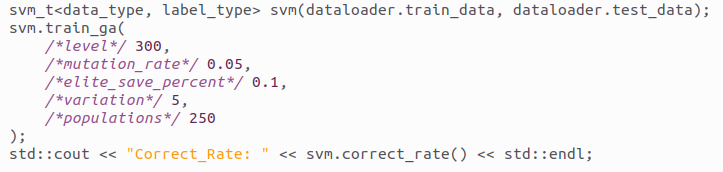 svm_t<data_type, label_type> svm(dataloader.train_data, dataloader.test_data);
svm.train_ga(
    /*level*/ 300,
    /*mutation_rate*/ 0.05,
    /*elite_save_percent*/ 0.1,
    /*variation*/ 5,
    /*populations*/ 250
);
std::cout << "Correct_Rate: " << svm.correct_rate() << std::endl;